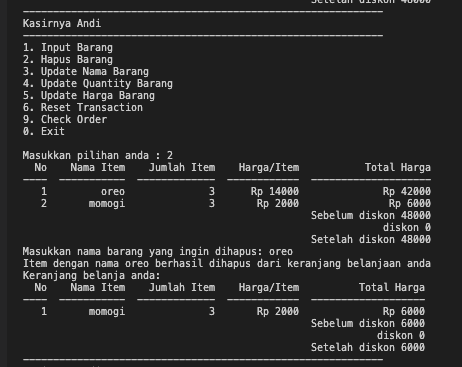 Setelah diskon 48000
------------------------------------------------------------
Kasirnya Andi
------------------------------------------------------------
1. Input Barang
2. Hapus Barang
3. Update Nama Barang
4. Update Quantity Barang
5. Update Harga Barang
6. Reset Transaction
9. Check Order
0. Exit
Masukkan pilihan anda : 2
No Nama Item Jumlah Item Harga/Item Total Harga
---- ----------- ------------- ------------ --------------------
1 oreo 3 Rp 14000 Rp 42000
2 momogi 3 Rp 2000 Rp 6000
Sebelum diskon 48000
diskon 0
Setelah diskon 48000
Masukkan nama barang yang ingin dihapus: oreo
Item dengan nama oreo berhasil dihapus dari keranjang belanjaan anda
Keranjang belanja anda:
No Nama Item Jumlah Item Harga/Item Total Harga
---- ----------- ------------- ------------ -------------------
1 momogi 3 Rp 2000 Rp 6000
Sebelum diskon 6000
diskon 0
Setelah diskon 6000
------------------------------------------------------------